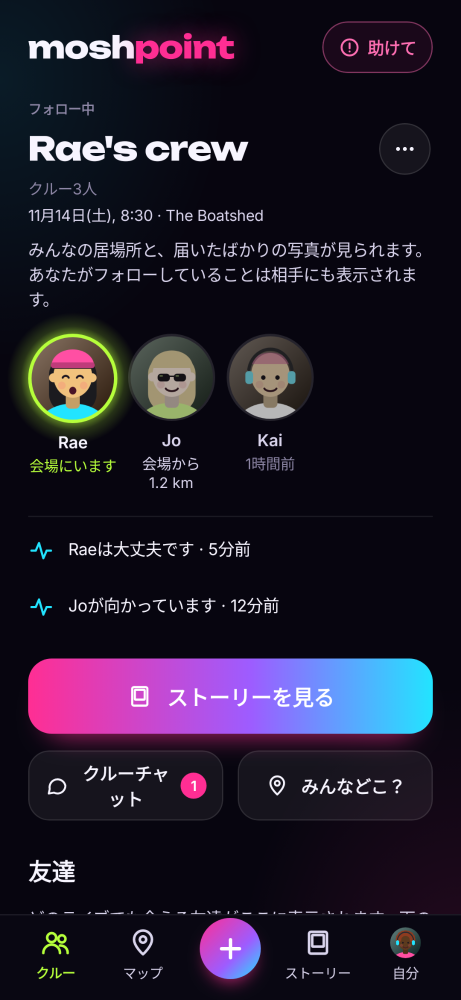 moshpoint
助けて
フォロー中
Rae's crew
クルー3人
11月14日(土), 8:30 · The Boatshed
みんなの居場所と、届いたばかりの写真が見られます。
あなたがフォローしていることは相手にも表示されま
す。
Rae
会場にいます
Jo
会場から
1.2 km
Kai
1時間前
Raeは大丈夫です · 5分前
Joが向かっています · 12分前
ストーリーを見る
クルーチャ
ット
1
みんなどこ？
友達
クルー
マップ
ストーリー
自分